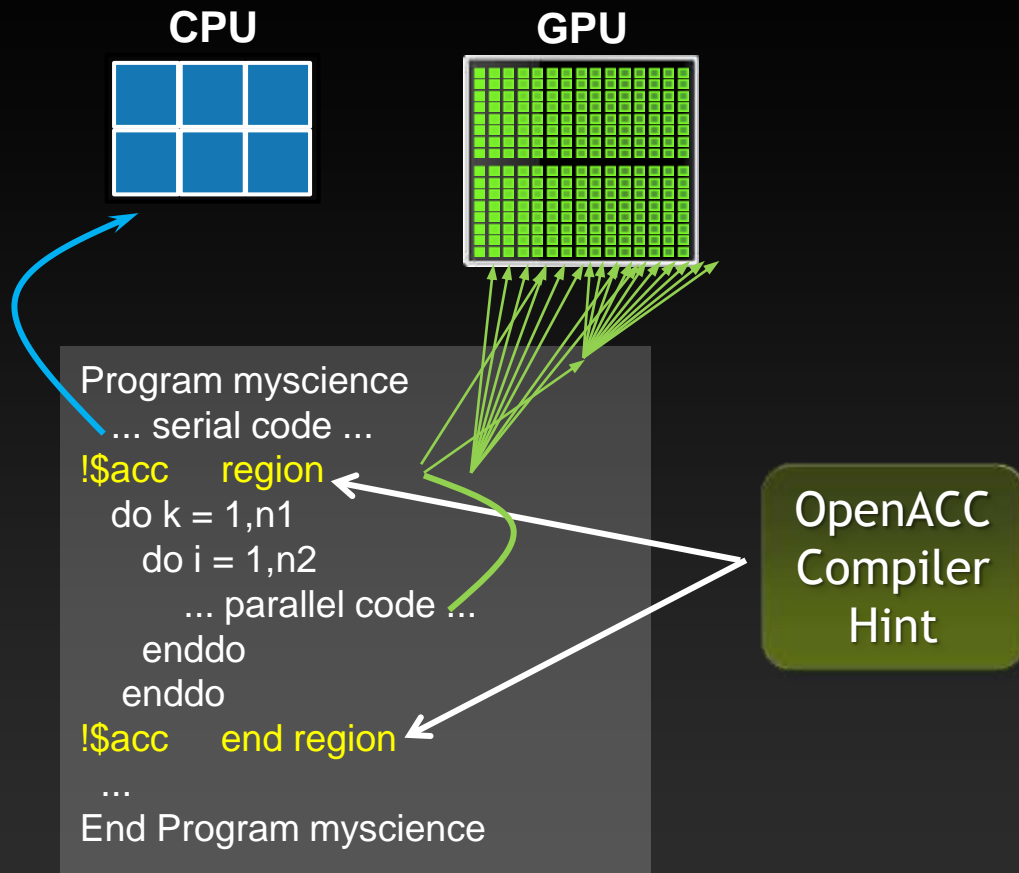 CPU
GPU
Program myscience
... serial code ...
!$acc region
do k = 1,n1
do i = 1,n2
... parallel code ...
enddo
enddo
!$acc end region
...
End Program myscience
OpenACC
Compiler
Hint